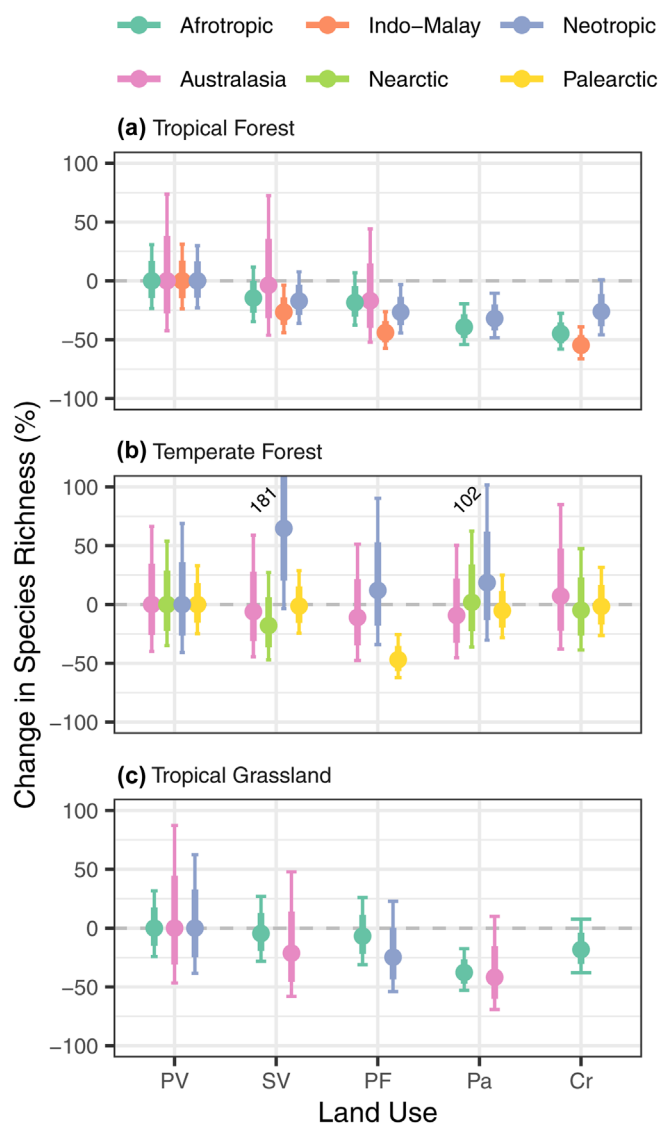 Afrotropic Indo−Malay Neotropic
Australasia Nearctic Palearctic
(a) Tropical Forest
100
50
0
−50
−100
(b) Temperate Forest
100
50
0
−50
−100
181
102
(c) Tropical Grassland
100
50
0
−50
−100
Change in Species Richness (%)
PV SV PF Pa Cr
Land Use